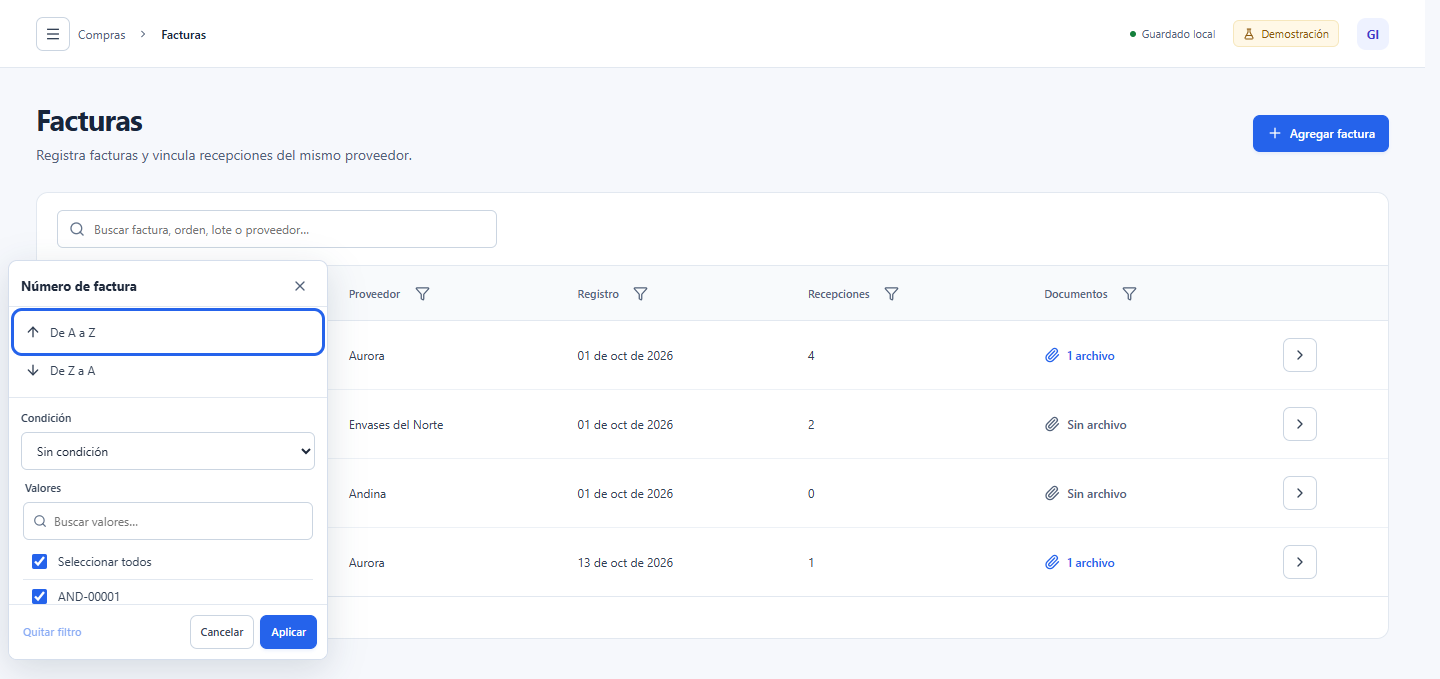 Compras
Facturas
Guardado local
Demostración
GI
Facturas
Registra facturas y vincula recepciones del mismo proveedor.
Agregar factura
Buscar factura, orden, lote o proveedor...
Número de factura
De A a Z
De Z a A
Condición
Sin condición
Valores
Buscar valores...
Seleccionar todos
AND-00001
Quitar filtro
Cancelar
Aplicar
Proveedor Registro Recepciones Documentos
Aurora 01 de oct de 2026 4 1 archivo
Envases del Norte 01 de oct de 2026 2 Sin archivo
Andina 01 de oct de 2026 0 Sin archivo
Aurora 13 de oct de 2026 1 1 archivo